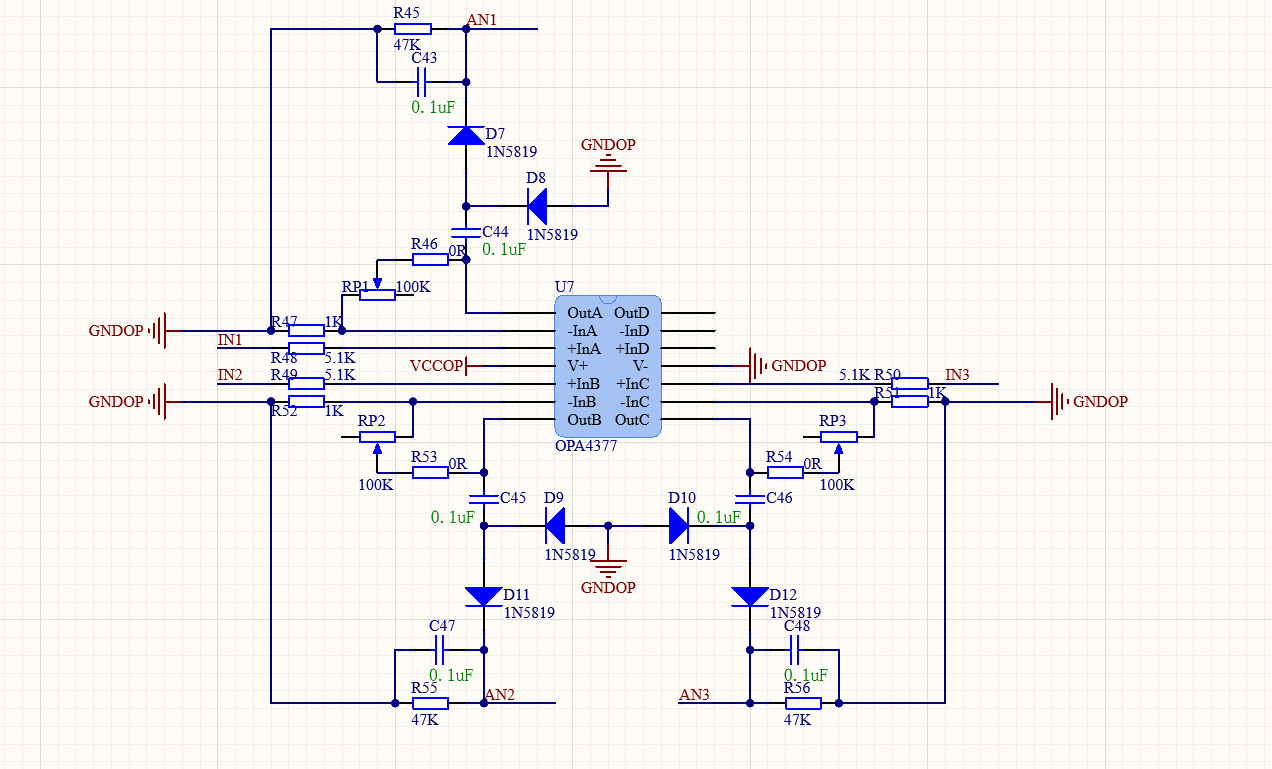 R45
AN1
47K
C43
0.1uF
D7
1N5819
GNDOP
D8
1N5819
C44
0.1uF
R46
0R
RP1
100K
U7
GNDOP
R47
1K
IN1
R48
5.1K
OutA
OutD
-InA
-InD
+InA
+InD
VCCOP
V+
V-
GNDOP
IN2
R49
5.1K
+InB
+InC
5.1K
R50
IN3
GNDOP
R52
1K
-InB
-InC
R51
1K
GNDOP
OutB
OutC
OPA4377
RP2
100K
R53
0R
RP3
100K
R54
0R
C45
0.1uF
D9
1N5819
D10
1N5819
C46
0.1uF
GNDOP
D11
1N5819
D12
1N5819
C47
0.1uF
C48
0.1uF
R55
47K
AN2
AN3
R56
47K